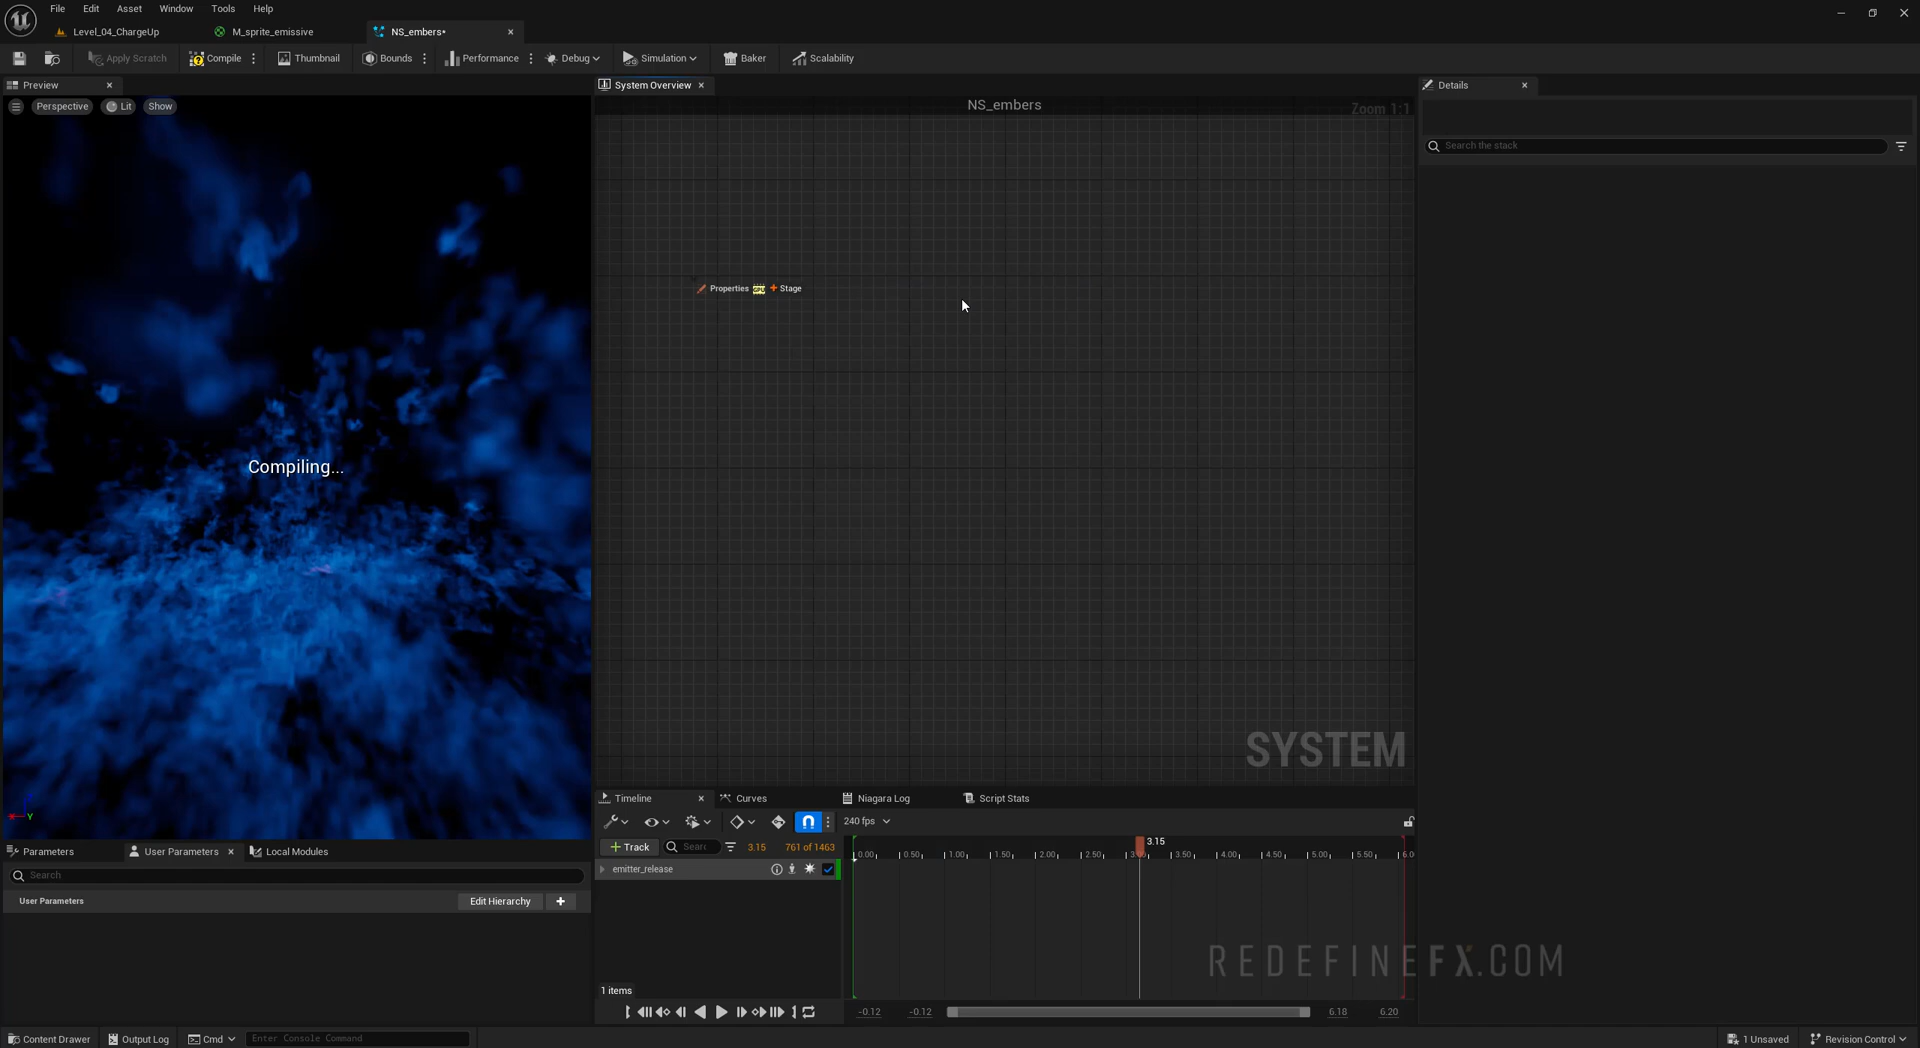 File Edit Asset Window Tools Help
Level_04_ChargeUp M_sprite_emissive NS_embers*
Apply Scratch Compile Thumbnail Bounds Performance Debug Simulation Baker Scalability
Preview System Overview Details
Perspective Lit Show NS_embers Zoom 1:1
Search the stack
Properties GPU Stage
Compiling...
SYSTEM
Y
Timeline Curves Niagara Log Script Stats
240 fps
Track Search 3.15 761 of 1463 3.15
0.00 0.50 1.00 1.50 2.00 2.50 3.50 4.00 4.50 5.00 5.50
Parameters User Parameters Local Modules
emitter_release
Search
User Parameters Edit Hierarchy
REDEFINEFX.COM
1 items
-0.12 -0.12 6.18 6.20
Content Drawer Output Log Cmd Enter Console Command 1 Unsaved Revision Control